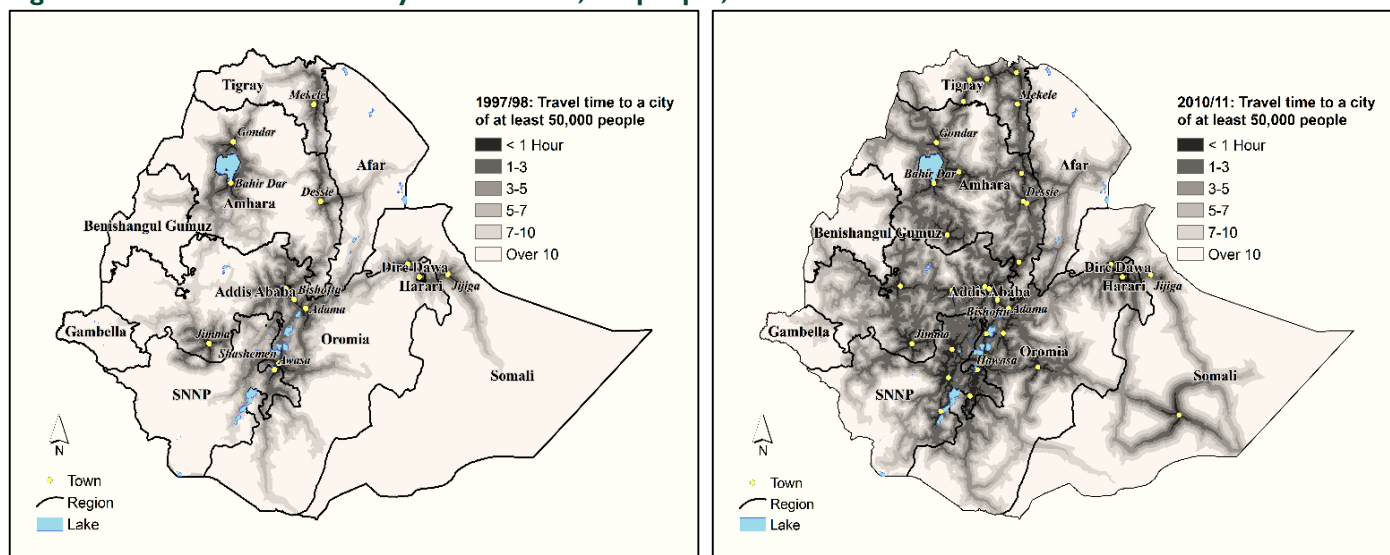 Tigray
Mekele
Gondar
Afar
Bahir Dar
Dessie
Amhara
Benishangul Gumuz
Dire Dawa
Harari
Jijiga
Addis Ababa
Bishoftu
Adama
Gambella
Jimma
Oromia
Shashemen
Awasa
Somali
SNNP
1997/98: Travel time to a city
of at least 50,000 people
< 1 Hour
1-3
3-5
5-7
7-10
Over 10
N
Town
Region
Lake
Tigray
Mekele
Gondar
Afar
Bahir Dar
Amhara
Dessie
Benishangul Gumuz
Dire Dawa
Harari
Jijiga
Addis Ababa
Bishoftu
Adama
Gambella
Jimma
Oromia
Hawasa
Somali
SNNP
2010/11: Travel time to a city
of at least 50,000 people
< 1 Hour
1-3
3-5
5-7
7-10
Over 10
N
Town
Region
Lake